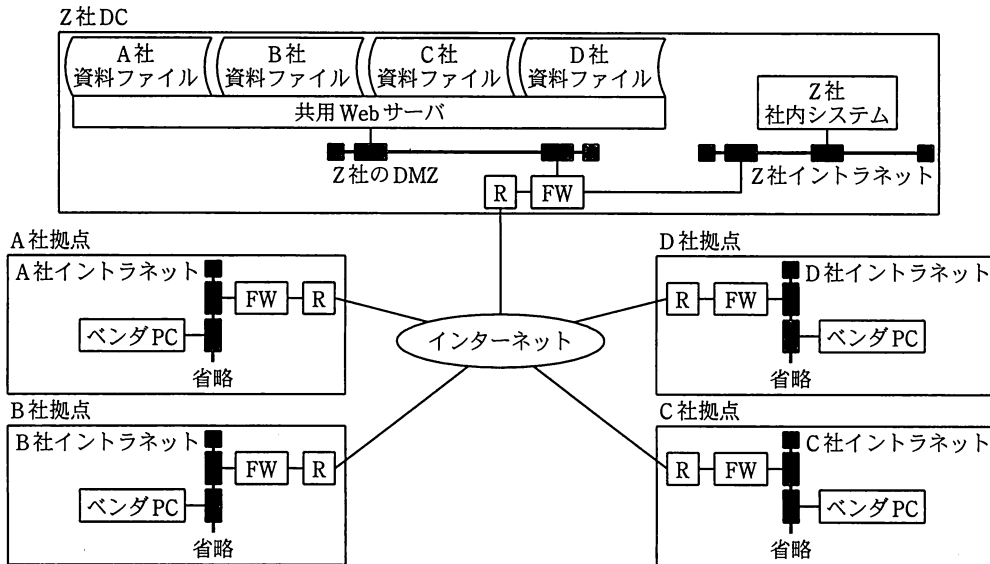 Z社DC
A社
資料ファイル
B社
資料ファイル
C社
資料ファイル
D社
資料ファイル
共用Webサーバ
Z社
社内システム
Z社のDMZ
Z社イントラネット
R
FW
A社拠点
A社イントラネット
FW
R
ベンダPC
省略
D社拠点
D社イントラネット
R
FW
ベンダPC
省略
インターネット
B社拠点
B社イントラネット
FW
R
ベンダPC
省略
C社拠点
C社イントラネット
R
FW
ベンダPC
省略